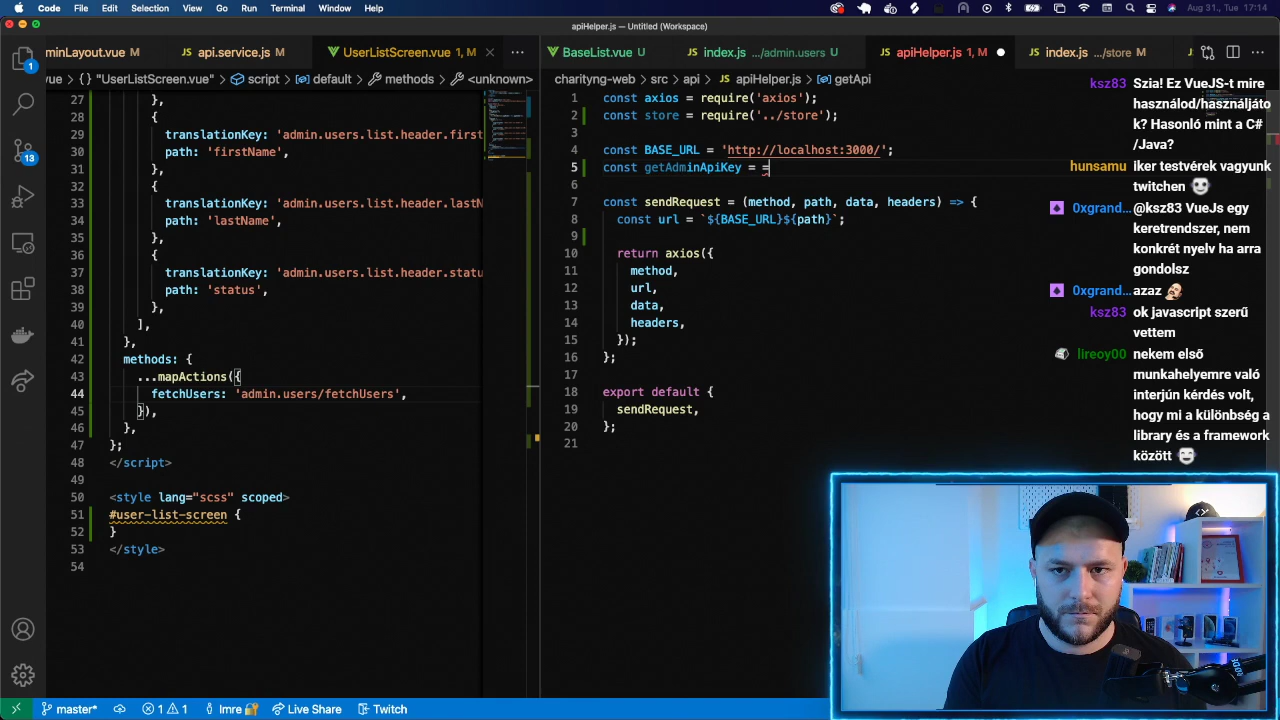 Code File Edit Selection View Go Run Terminal Window Help Aug 31., Tue 17:14
apiHelper.js — Untitled (Workspace)
minLayout.vue M api.service.js M UserListScreen.vue 1, M
BaseList.vue U index.js .../admin.users U apiHelper.js 1, M index.js .../store M
vue {} "UserListScreen.vue" script default methods <unknown>
charityng-web src api apiHelper.js getApi
27 },
28 {
29 translationKey: 'admin.users.list.header.first
30 path: 'firstName',
31 },
32 {
33 translationKey: 'admin.users.list.header.lastN
34 path: 'lastName',
35 },
36 {
37 translationKey: 'admin.users.list.header.statu
38 path: 'status',
39 },
40 ],
41 },
42 methods: {
43 ...mapActions({
44 fetchUsers: 'admin.users/fetchUsers',
45 }),
46 },
47 };
48 </script>
49
50 <style lang="scss" scoped>
51 #user-list-screen {
52 }
53 </style>
54
1 const axios = require('axios');
2 const store = require('../store');
3
4 const BASE_URL = 'http://localhost:3000/';
5 const getAdminApiKey = =
6
7 const sendRequest = (method, path, data, headers) => {
8 const url = `${BASE_URL}${path}`;
9
10 return axios({
11 method,
12 url,
13 data,
14 headers,
15 });
16 };
17
18 export default {
19 sendRequest,
20 };
21
ksz83 Szia! Ez VueJS-t mire
használod/használjáto
k? Hasonló mint a C#
/Java?
hunsamu iker testvérek vagyunk
twitchen
0xgrand... @ksz83 VueJs egy
keretrendszer, nem
konkrét nyelv ha arra
gondolsz
0xgrand... azaz
ksz83 ok javascript szerű
vettem
lireoy00 nekem első
munkahelyemre való
interjún kérdés volt,
hogy mi a különbség a
library és a framework
között
1
13
master* 1 1 Imre Live Share Twitch